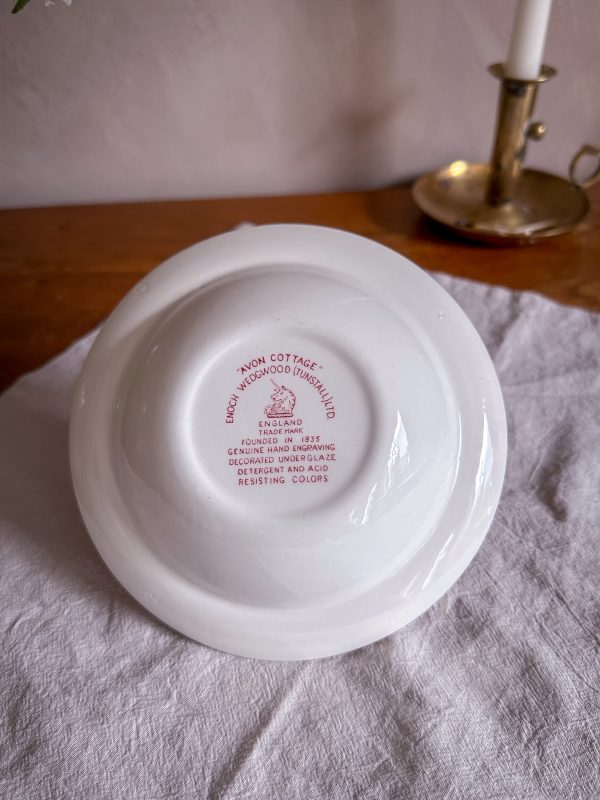 "AVON COTTAGE"
ENOCH WEDGWOOD (TUNSTALL) LTD.
ENGLAND
TRADE MARK
FOUNDED IN 1835
GENUINE HAND ENGRAVING
DECORATED UNDERGLAZE
DETERGENT AND ACID
RESISTING COLORS